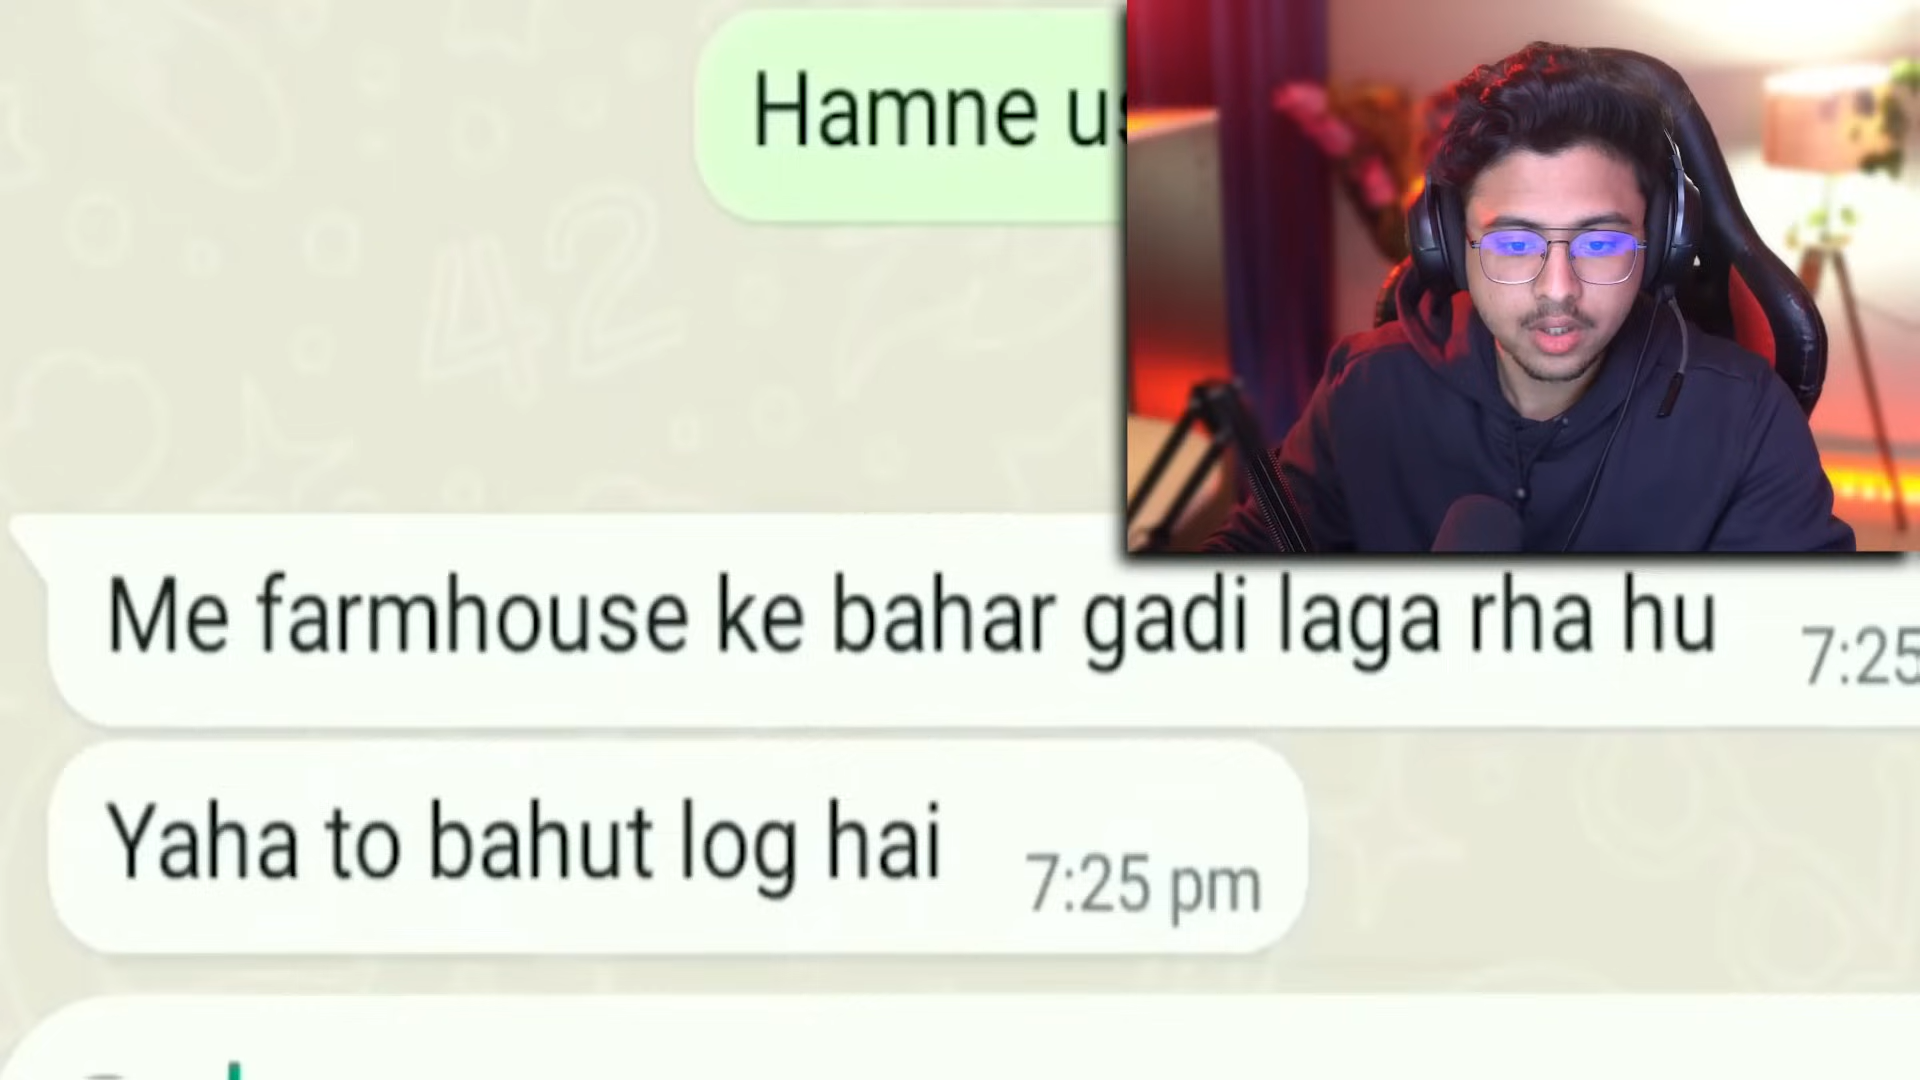 Hamne
Me farmhouse ke bahar gadi laga rha hu 7:25
Yaha to bahut log hai 7:25 pm